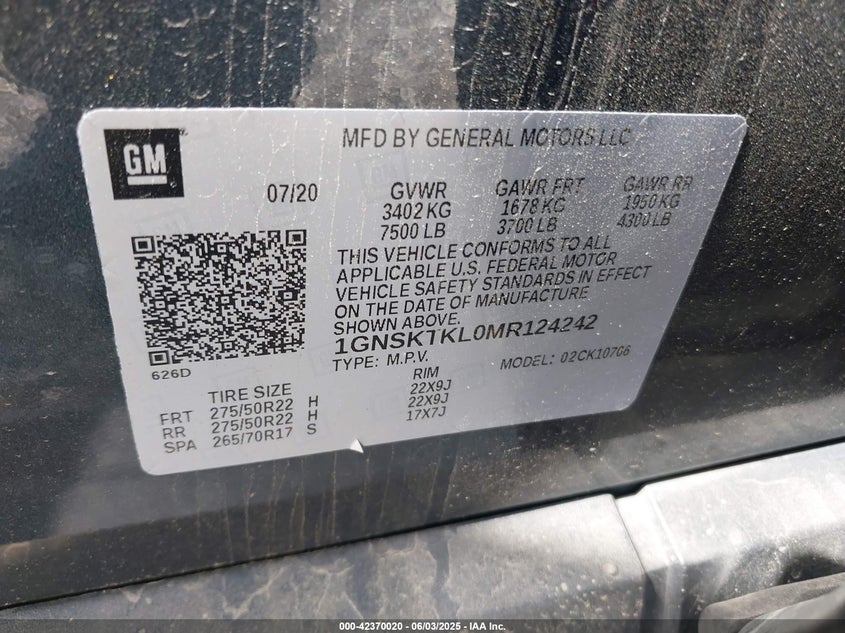 GM
MFD BY GENERAL MOTORS LLC
07/20 GVWR GAWR FRT GAWR RR
3402 KG 1678 KG 1950 KG
7500 LB 3700 LB 4300 LB
THIS VEHICLE CONFORMS TO ALL
APPLICABLE U.S. FEDERAL MOTOR
VEHICLE SAFETY STANDARDS IN EFFECT
ON THE DATE OF MANUFACTURE
SHOWN ABOVE.
1GNSKTKL0MR124242
626D
TYPE: M.P.V. MODEL: 02CK10706
TIRE SIZE RIM
FRT 275/50R22 H 22X9J
RR 275/50R22 H 22X9J
SPA 265/70R17 S 17X7J
000-42370020 | 06/03/2025 | IAA Inc.